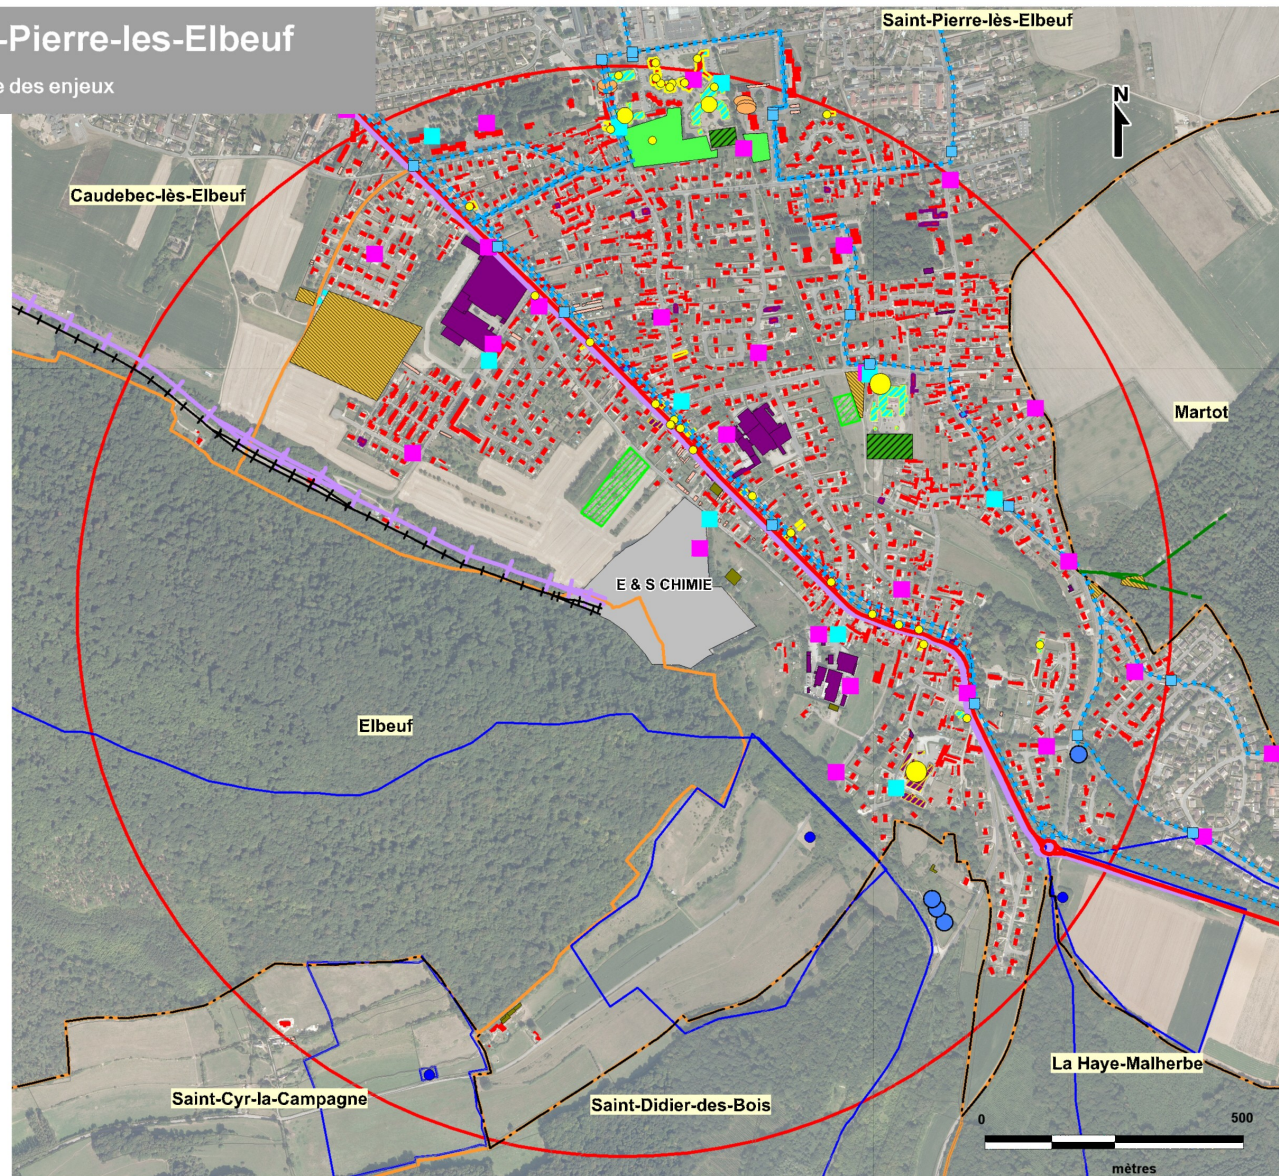 -Pierre-les-Elbeuf
e des enjeux
Saint-Pierre-lès-Elbeuf
N
Caudebec-lès-Elbeuf
Martot
E & S CHIMIE
Elbeuf
La Haye-Malherbe
Saint-Cyr-la-Campagne
Saint-Didier-des-Bois
0 500
mètres